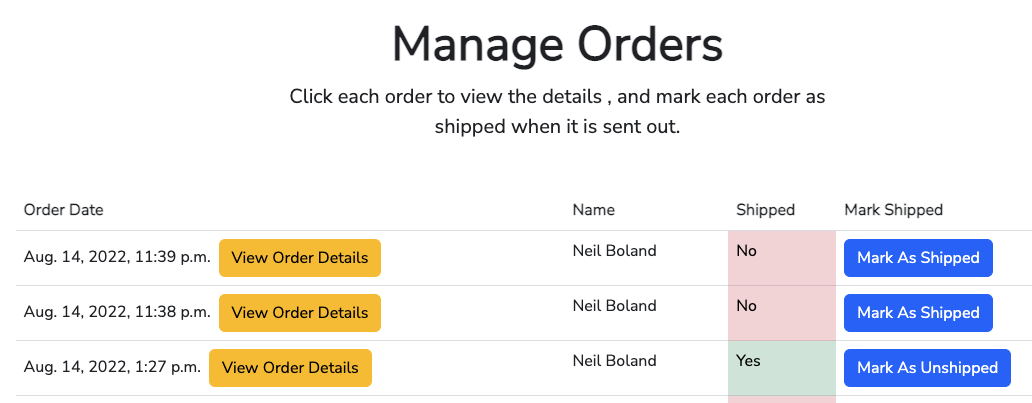 Manage Orders
Click each order to view the details , and mark each order as
shipped when it is sent out.
Order Date Name Shipped Mark Shipped
Aug. 14, 2022, 11:39 p.m. View Order Details Neil Boland No Mark As Shipped
Aug. 14, 2022, 11:38 p.m. View Order Details Neil Boland No Mark As Shipped
Aug. 14, 2022, 1:27 p.m. View Order Details Neil Boland Yes Mark As Unshipped